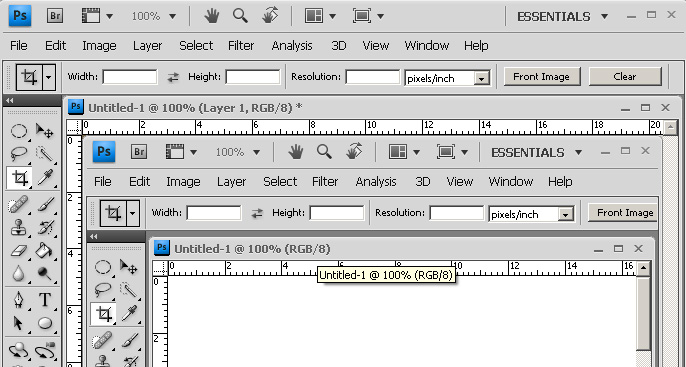 Ps Br 100% ESSENTIALS
File Edit Image Layer Select Filter Analysis 3D View Window Help
Width: Height: Resolution: pixels/inch Front Image Clear
Ps Untitled-1 @ 100% (Layer 1, RGB/8) *
0 2 4 6 8 10 12 14 16 18 20
0
Ps Br 100% ESSENTIALS
File Edit Image Layer Select Filter Analysis 3D View Window Help
2
Width: Height: Resolution: pixels/inch Front Image
4
Ps Untitled-1 @ 100% (RGB/8)
0 2 4 6 8 10 12 14 16
Untitled-1 @ 100% (RGB/8)
0
T
6
2